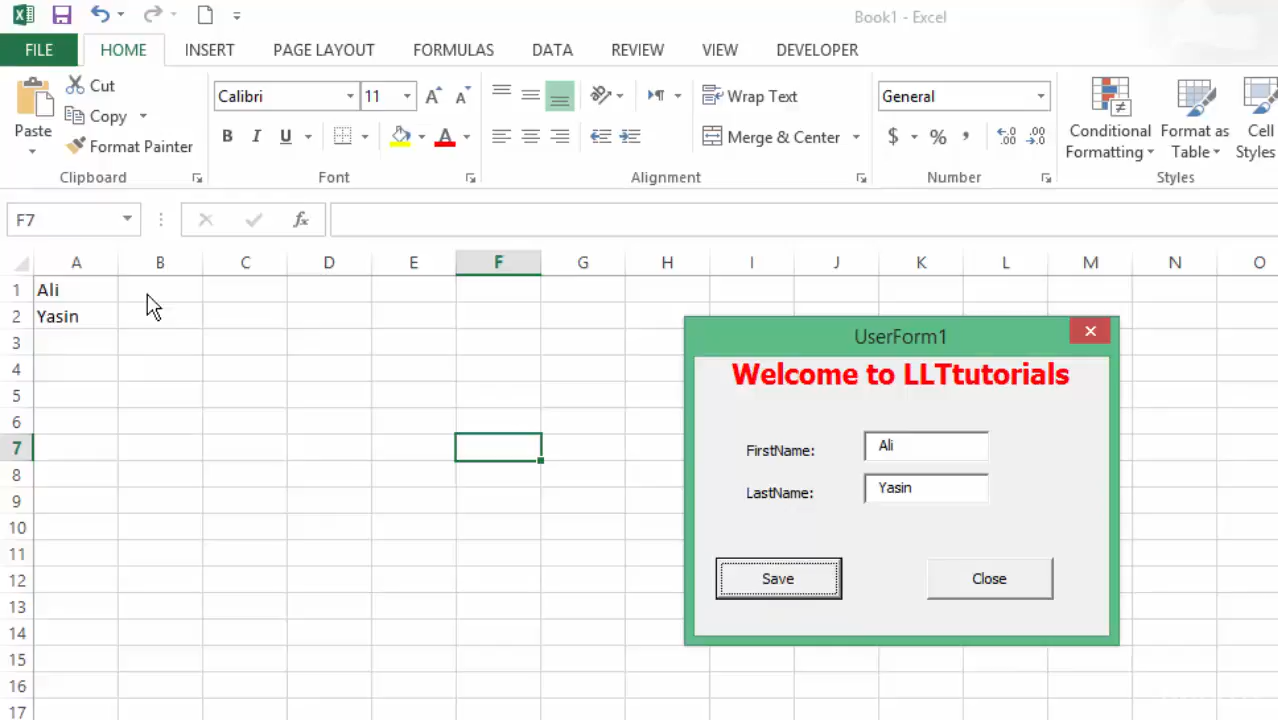 Book1 - Excel
FILE HOME INSERT PAGE LAYOUT FORMULAS DATA REVIEW VIEW DEVELOPER
Paste
Cut
Copy
Format Painter
Clipboard
Calibri 11
B I U A
Font
Wrap Text
Merge & Center
Alignment
General
$ % ,
Number
Conditional
Formatting
Format as
Table
Cell
Styles
Styles
F7 fx
A B C D E F G H I J K L M N O
1 Ali
2 Yasin
3
4
5
6
7
8
9
10
11
12
13
14
15
16
17
UserForm1
Welcome to LLTtutorials
FirstName: Ali
LastName: Yasin
Save Close